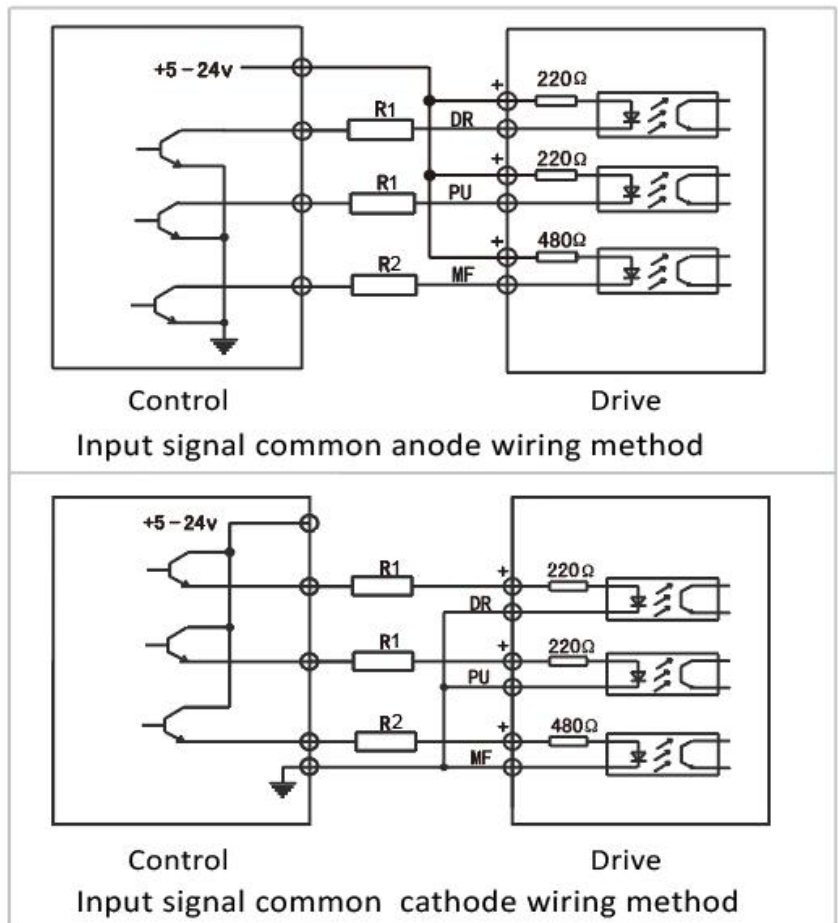 +5-24v
+
220Ω
R1
DR
+
220Ω
R1
PU
+
480Ω
R2
MF
Control
Drive
Input signal common anode wiring method
+5-24v
R1
+
220Ω
DR
R1
+
220Ω
PU
R2
+
480Ω
MF
Control
Drive
Input signal common cathode wiring method